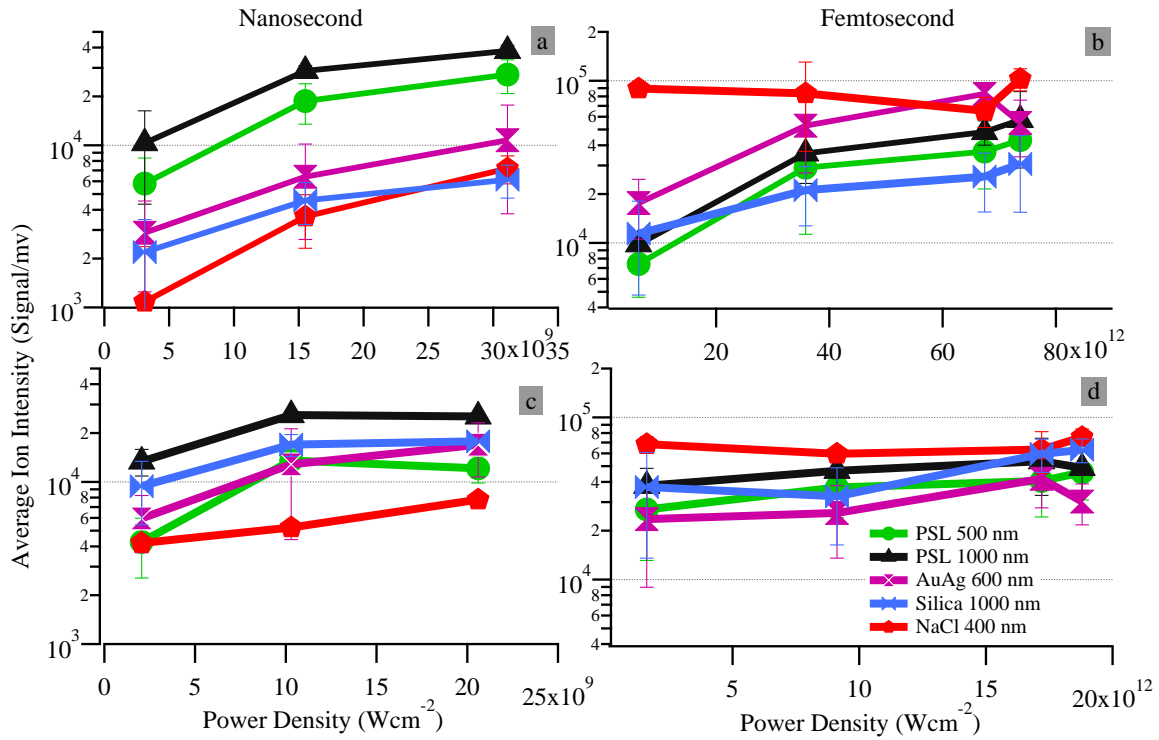 Nanosecond
Femtosecond
Average Ion Intensity (Signal/mv)
a
4
2
10^4
8
6
4
2
10^3
0
5
10
15
20
25
30x10^9
35
b
10^5
8
6
4
2
10^4
8
6
4
20
40
60
80x10^12
c
4
2
10^4
8
6
4
2
10^3
0
5
10
15
20
25x10^9
Power Density (Wcm^-2)
d
10^5
8
6
4
2
10^4
8
6
4
PSL 500 nm
PSL 1000 nm
AuAg 600 nm
Silica 1000 nm
NaCl 400 nm
5
10
15
20x10^12
Power Density (Wcm^-2)